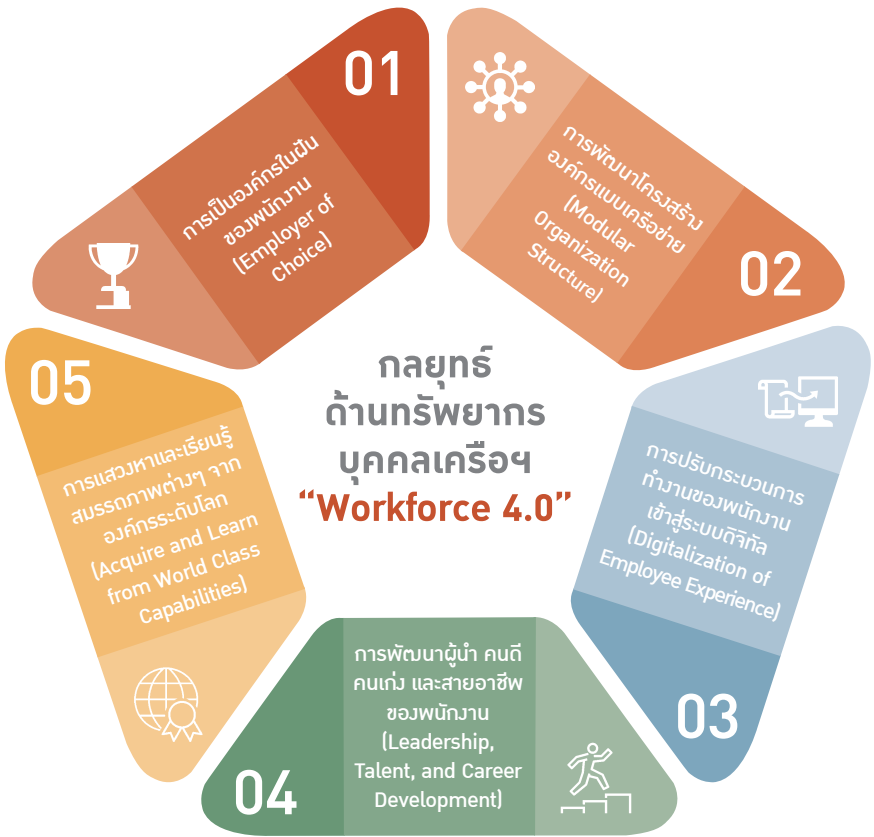 01
การเป็นองค์กรในฝัน
ของพนักงาน
(Employer of
Choice)
02
การพัฒนาโครงสร้าง
องค์กรแบบเครือข่าย
(Modular
Organization
Structure)
กลยุทธ์
ด้านทรัพยากร
บุคคลเครือฯ
“Workforce 4.0”
03
การปรับกระบวนการ
ทำงานของพนักงาน
เข้าสู่ระบบดิจิทัล
(Digitalization of
Employee Experience)
04
การพัฒนาผู้นำ คนดี
คนเก่ง และสายอาชีพ
ของพนักงาน
(Leadership,
Talent, and Career
Development)
05
การแสวงหาและเรียนรู้
สมรรถภาพต่างๆ จาก
องค์กรระดับโลก
(Acquire and Learn
from World Class
Capabilities)